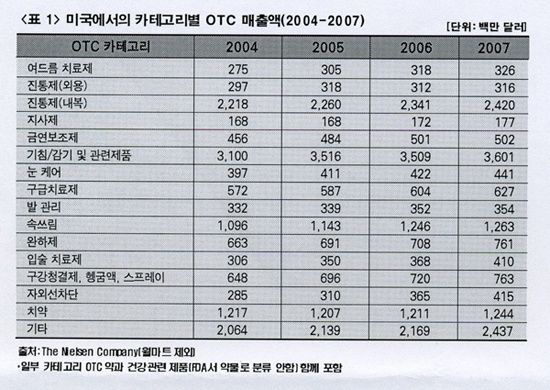 <표 1> 미국에서의 카테고리별 OTC 매출액(2004-2007)
[단위: 백만 달러]
OTC 카테고리 2004 2005 2006 2007
여드름 치료제 275 305 318 326
진통제(외용) 297 318 312 316
진통제(내복) 2,218 2,260 2,341 2,420
지사제 168 168 172 177
금연보조제 456 484 501 502
기침/감기 및 관련제품 3,100 3,516 3,509 3,601
눈 케어 397 411 422 441
구급치료제 572 587 604 627
발 관리 332 339 352 354
속쓰림 1,096 1,143 1,246 1,263
완하제 663 691 708 761
입술 치료제 306 350 368 410
구강청결제, 헹굼액, 스프레이 648 696 720 763
자외선차단 285 310 365 415
치약 1,217 1,207 1,211 1,244
기타 2,064 2,139 2,169 2,437
출처: The Nielsen Company(월마트 제외)
•일부 카테고리 OTC 약과 건강관련 제품(FDA서 약물로 분류 안함) 함께 포함